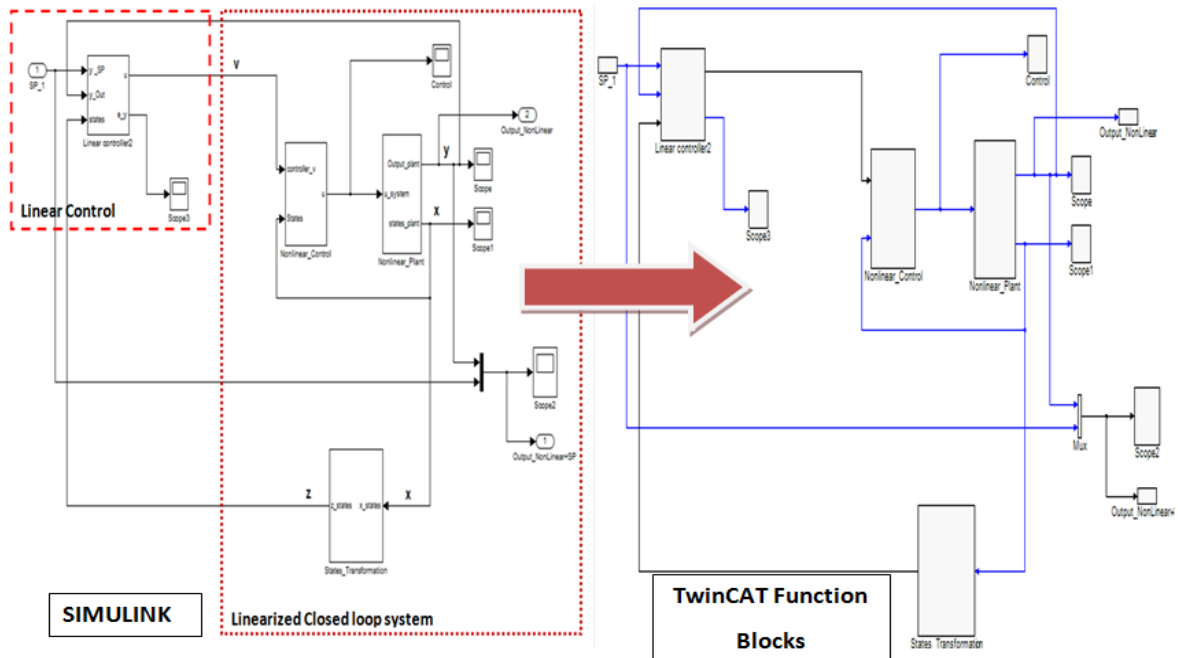 1
SP_1
y_SP
y_Out
states
u
e_y
Linear controller2
Scope3
Linear Control
v
Control
2
Output_NonLinear
controller_v
States
u
Nonlinear_Control
Output_plant
u_system
states_plant
Nonlinear_Plant
y
x
Scope
Scope1
Scope2
1
Output_NonLinear+SP
z
x
z_states
x_states
States_Transformation
SIMULINK
Linearized Closed loop system
SP_1
Linear controller2
Scope3
Control
Output_NonLinear
Scope
Scope1
Nonlinear_Control
Nonlinear_Plant
Mux
Scope2
Output_NonLinear+
States Transformation
TwinCAT Function
Blocks